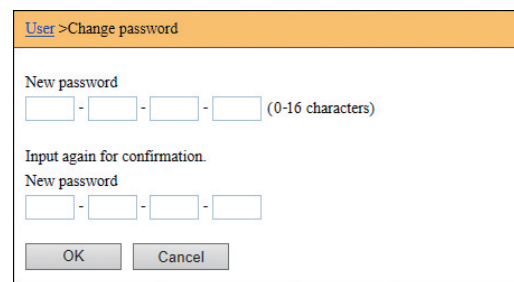 User >Change password
New password
- - - (0-16 characters)
Input again for confirmation.
New password
- - -
OK Cancel